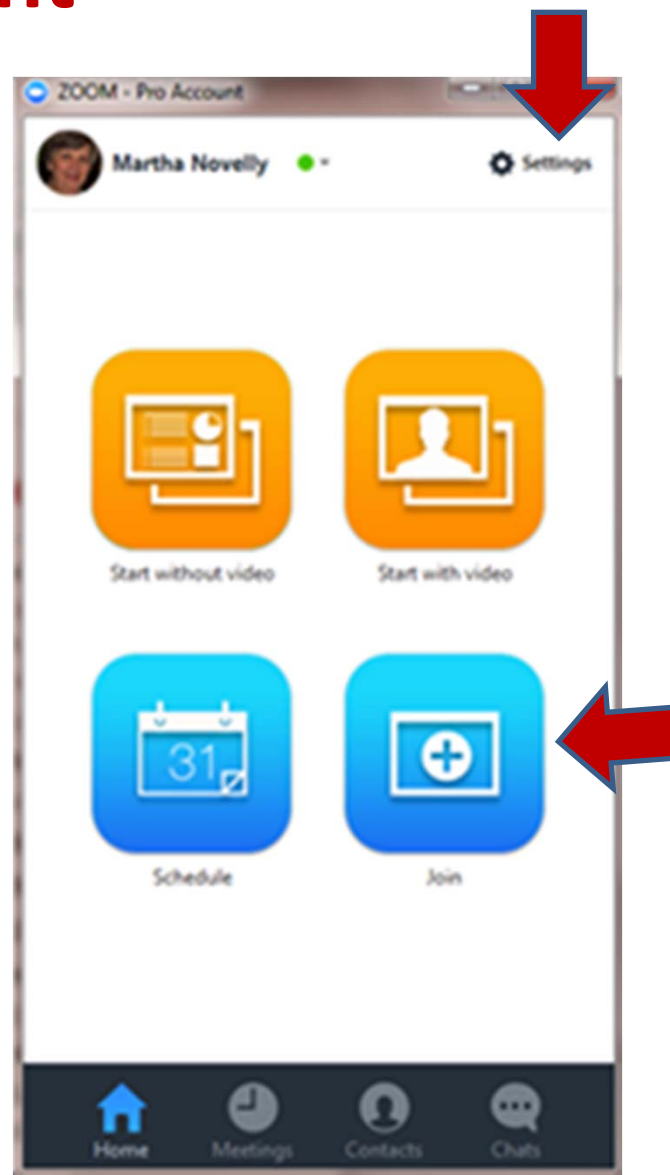 ZOOM - Pro Account
Martha Novelly
Settings
Start without video
Start with video
31
Schedule
Join
Home
Meetings
Contacts
Chats